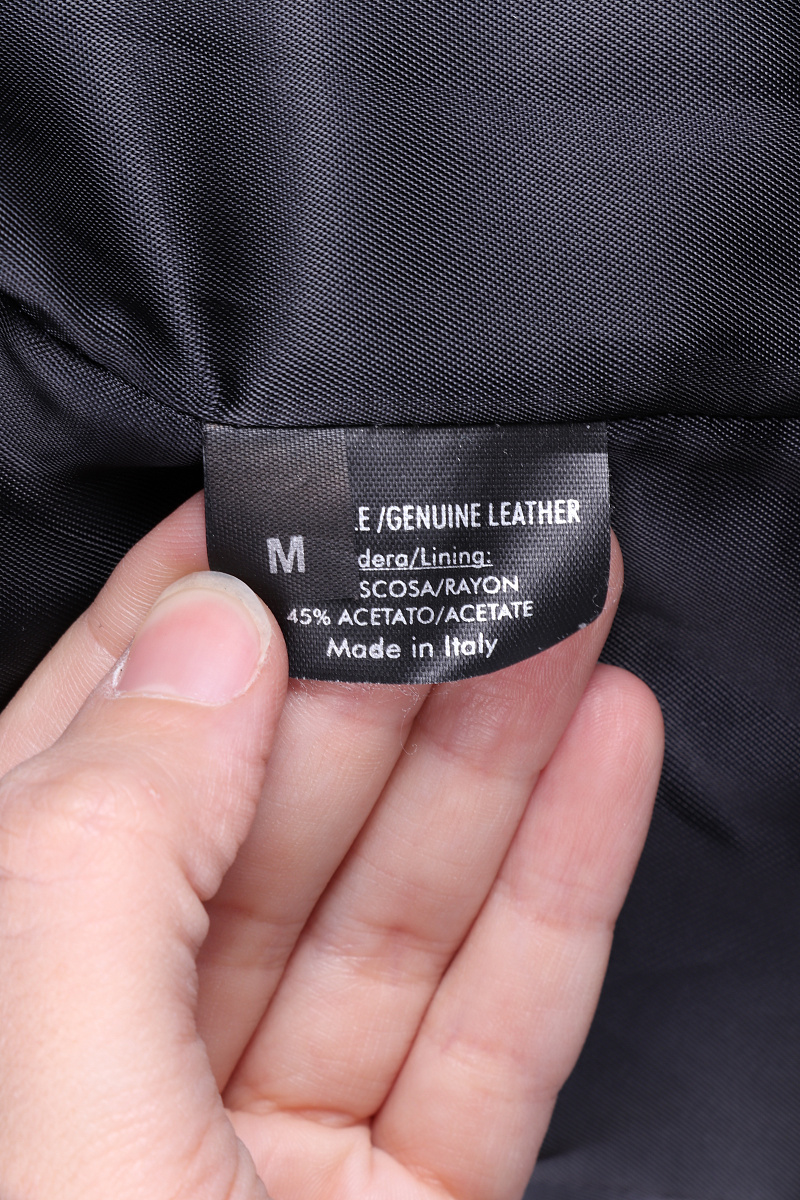 .E /GENUINE LEATHER
M
dera/Lining:
SCOSA/RAYON
45% ACETATO/ACETATE
Made in Italy